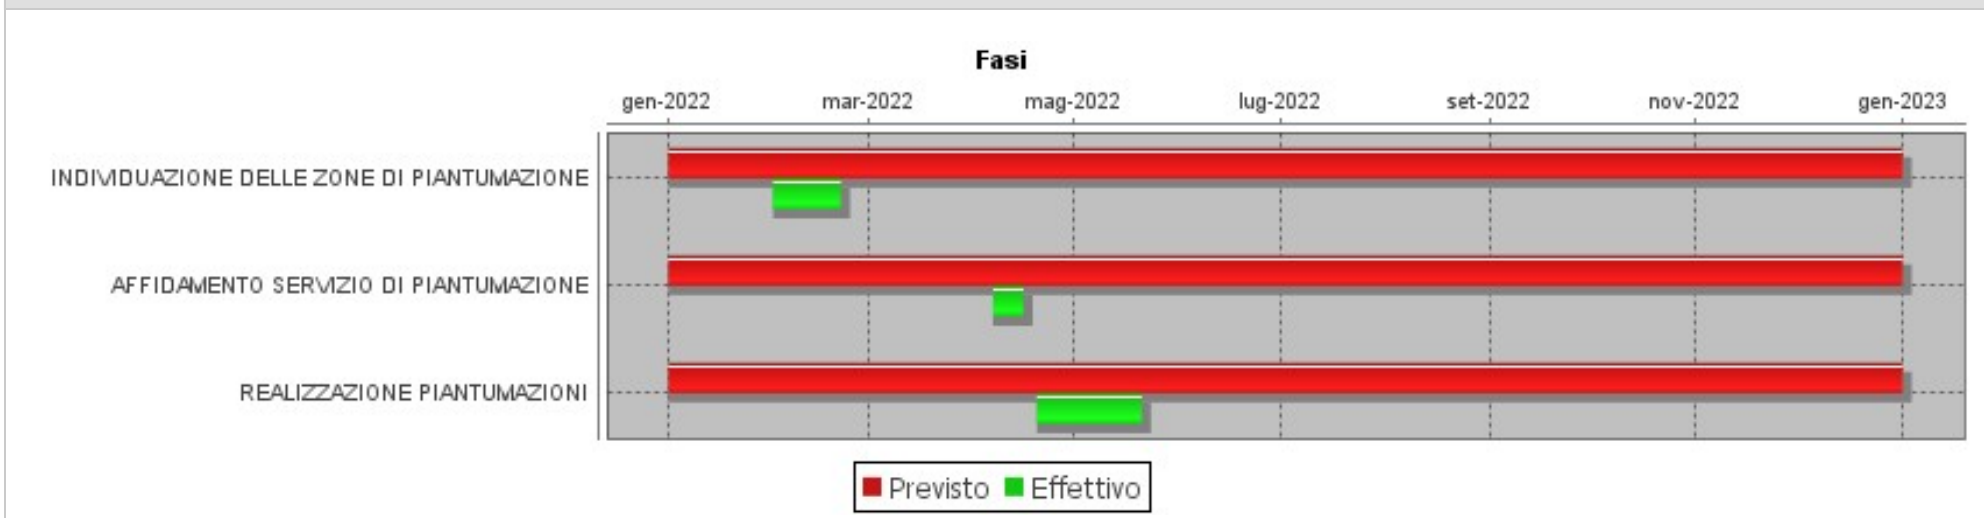 Fasi
gen-2022 mar-2022 mag-2022 lug-2022 set-2022 nov-2022 gen-2023
INDIVIDUAZIONE DELLE ZONE DI PIANTUMAZIONE
AFFIDAMENTO SERVIZIO DI PIANTUMAZIONE
REALIZZAZIONE PIANTUMAZIONI
Previsto Effettivo